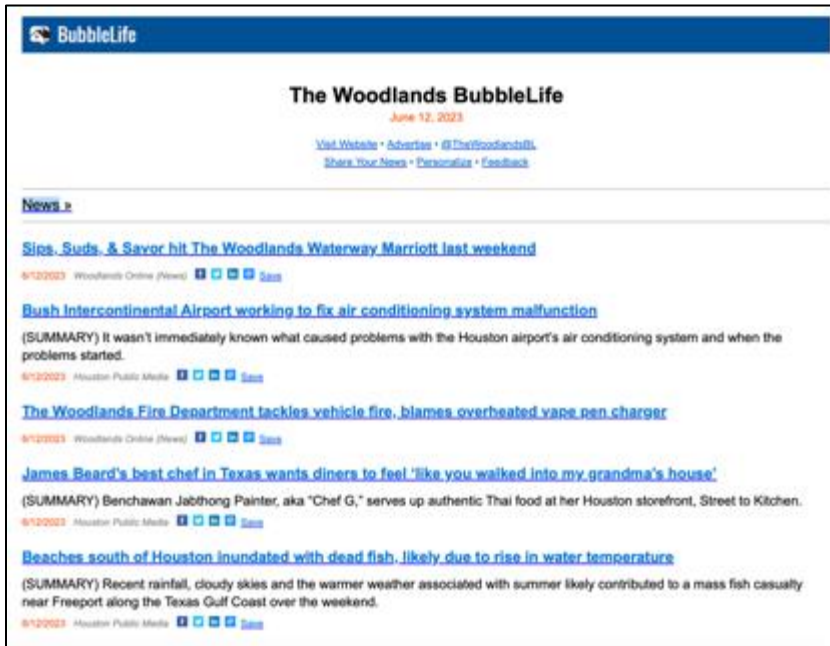 BubbleLife
The Woodlands BubbleLife
June 12, 2023
Visit Website • Advertise • @TheWoodlandsBL
Share Your News • Personalize • Feedback
News »
Sips, Suds, & Savor hit The Woodlands Waterway Marriott last weekend
6/12/2023 Woodlands Online (News) Save
Bush Intercontinental Airport working to fix air conditioning system malfunction
(SUMMARY) It wasn't immediately known what caused problems with the Houston airport's air conditioning system and when the
problems started.
6/12/2023 Houston Public Media Save
The Woodlands Fire Department tackles vehicle fire, blames overheated vape pen charger
6/12/2023 Woodlands Online (News) Save
James Beard's best chef in Texas wants diners to feel 'like you walked into my grandma's house'
(SUMMARY) Benchawan Jabthong Painter, aka "Chef G," serves up authentic Thai food at her Houston storefront, Street to Kitchen.
6/12/2023 Houston Public Media Save
Beaches south of Houston inundated with dead fish, likely due to rise in water temperature
(SUMMARY) Recent rainfall, cloudy skies and the warmer weather associated with summer likely contributed to a mass fish casualty
near Freeport along the Texas Gulf Coast over the weekend.
6/12/2023 Houston Public Media Save